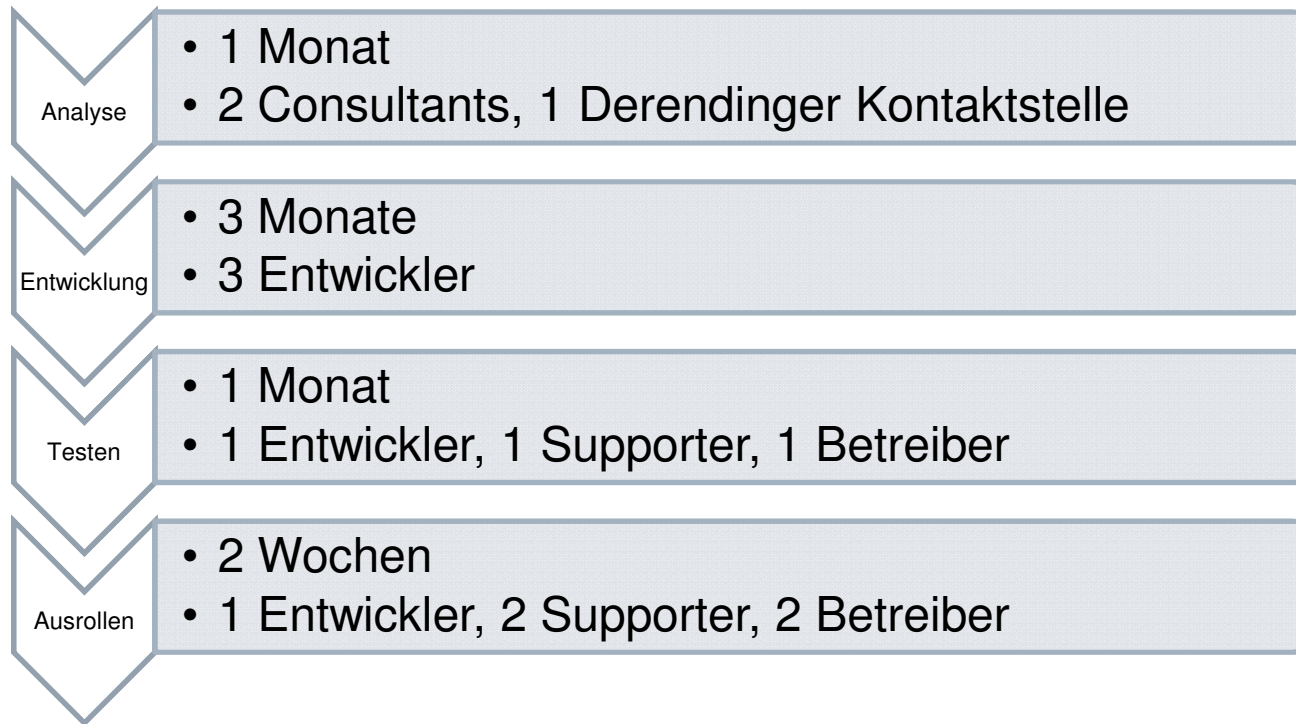 Analyse
• 1 Monat
• 2 Consultants, 1 Derendinger Kontaktstelle
Entwicklung
• 3 Monate
• 3 Entwickler
Testen
• 1 Monat
• 1 Entwickler, 1 Supporter, 1 Betreiber
Ausrollen
• 2 Wochen
• 1 Entwickler, 2 Supporter, 2 Betreiber